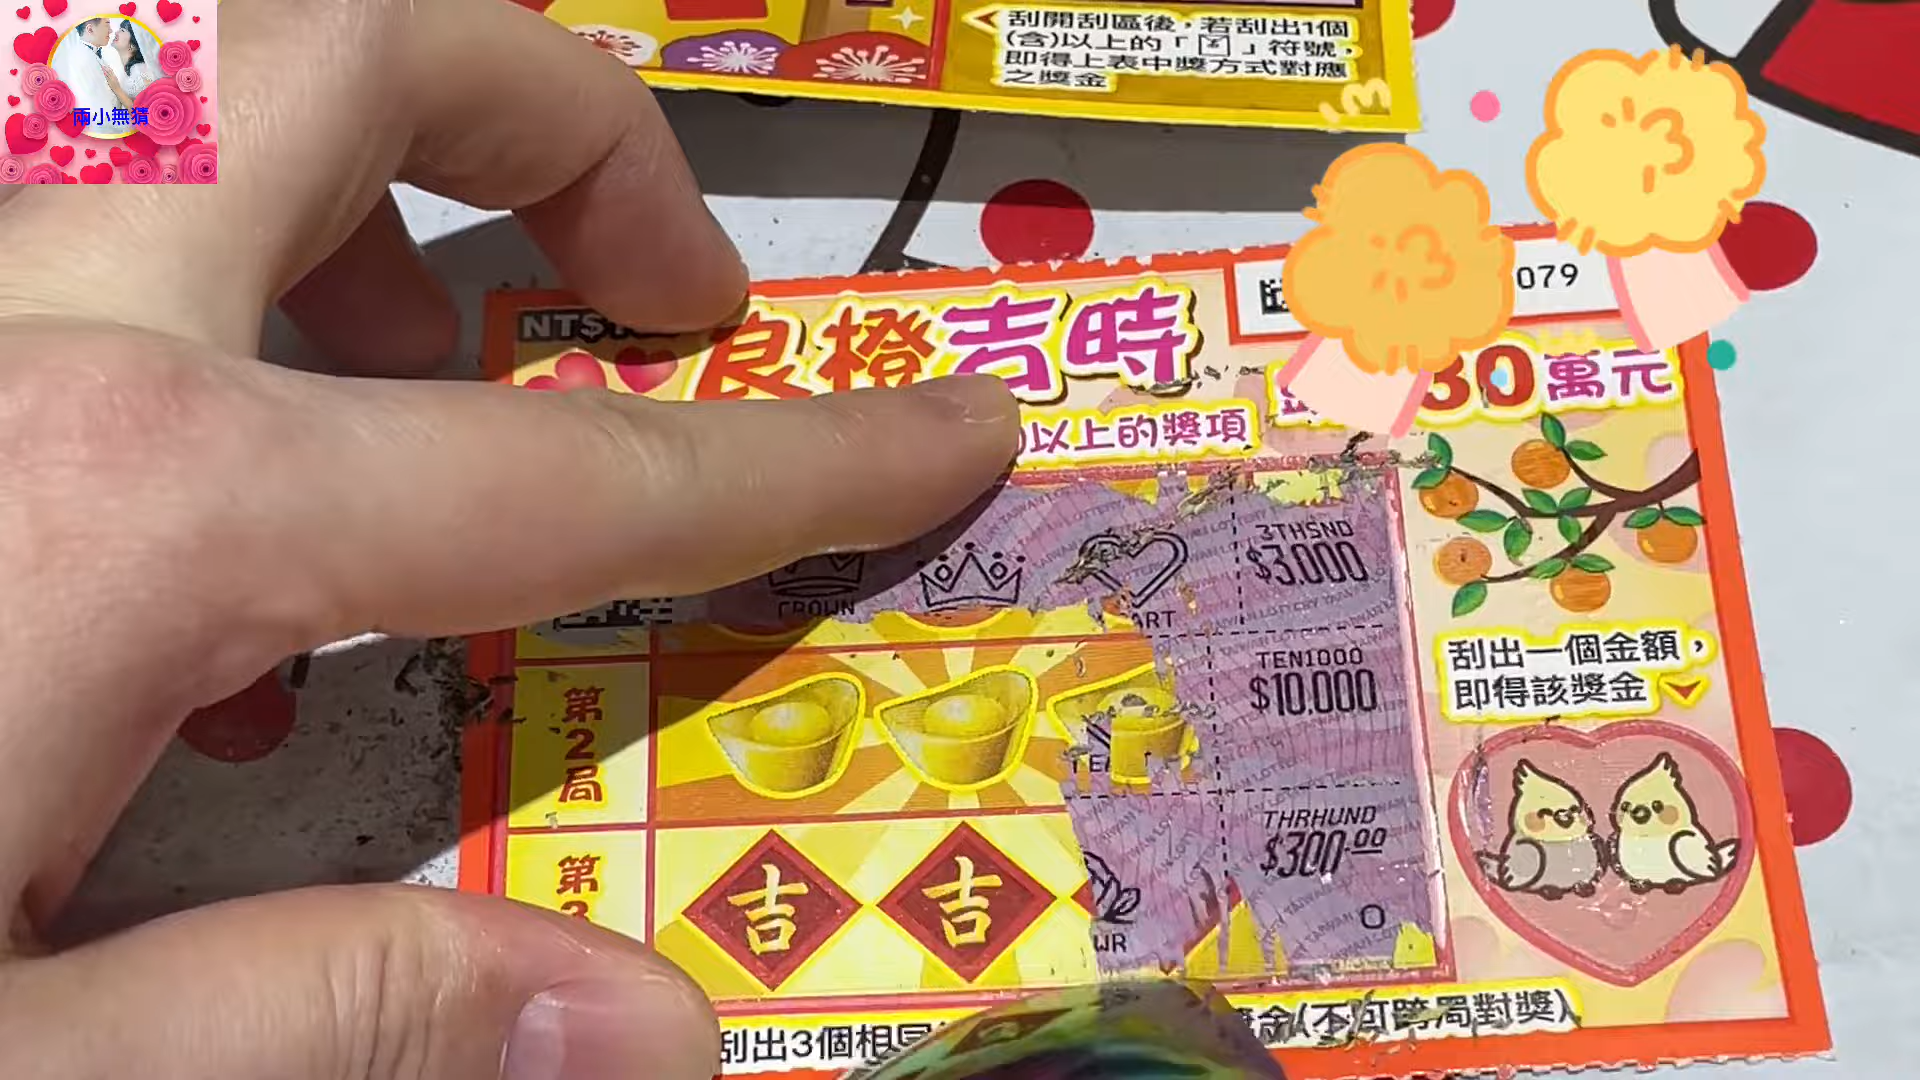 刮開刮區後，若刮出1個
(含)以上的「」符號，
即得上表中獎方式對應
之獎金
兩小無猜
079
NT$
良橙吉時
30萬元
以上的獎項
3THSND
$3,000
CROWN
ART
TEN1000
$10,000
刮出一個金額，
即得該獎金
第2局
THRHUND
$300.00
吉
吉
第
WR
刮出3個相
獎金(不可跨局對獎)